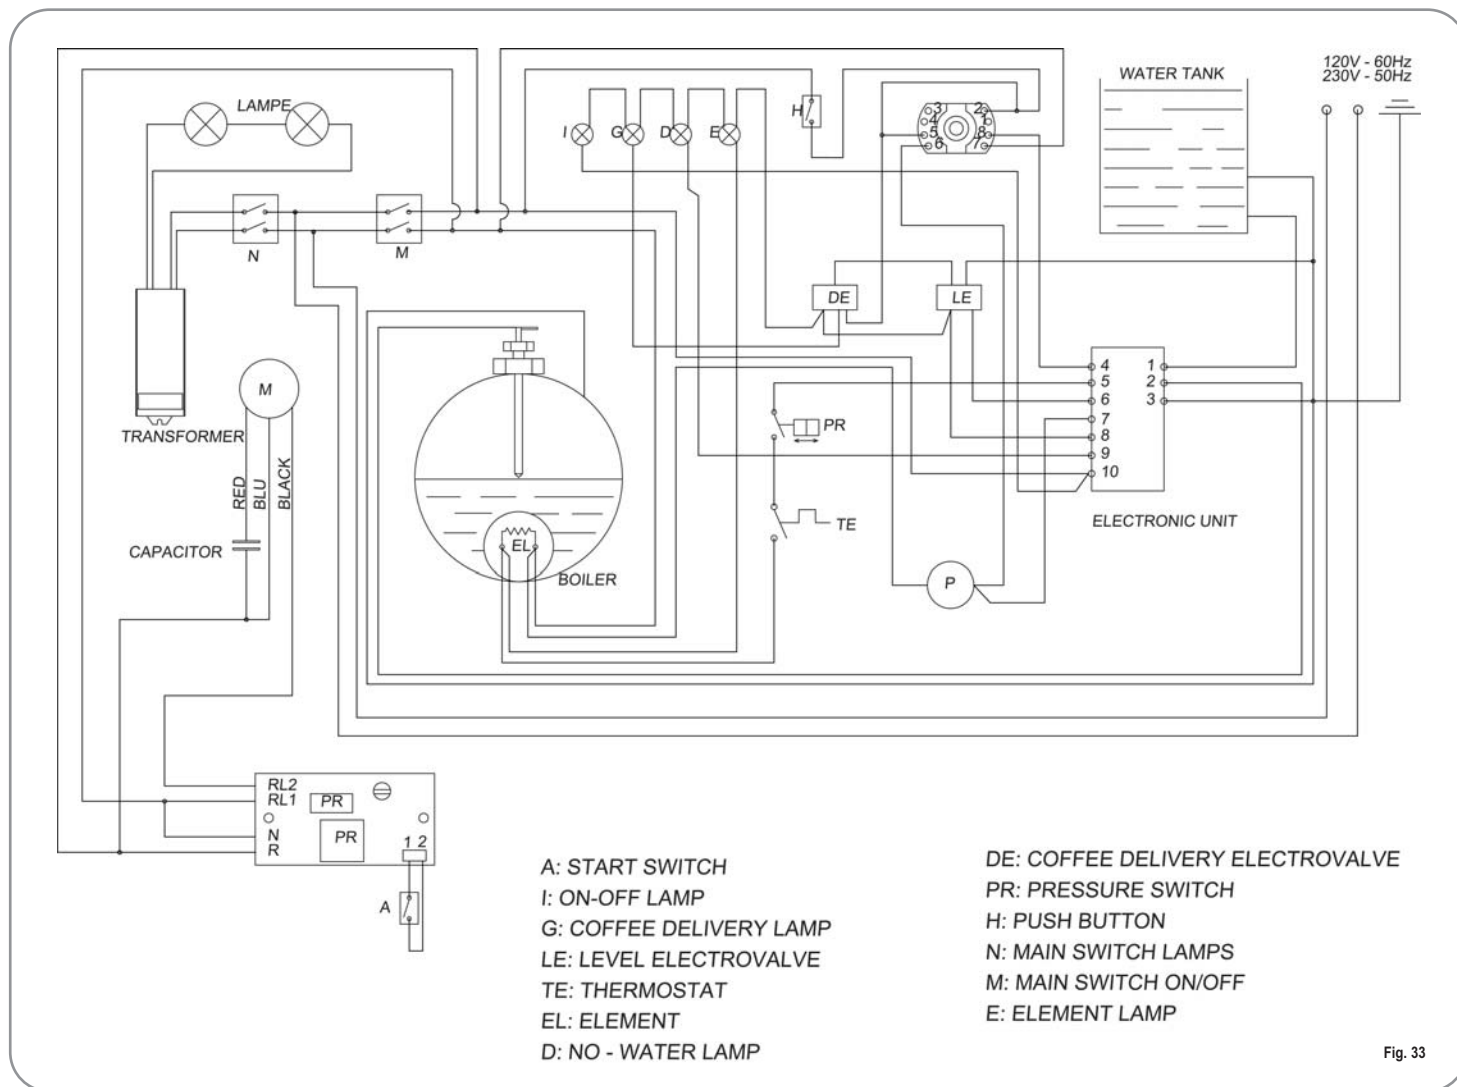 120V - 60Hz
230V - 50Hz
WATER TANK
LAMPE
H
3 2
4 1
5 8
6 7
I G D E
N
M
DE
LE
M
TRANSFORMER
4 1
5 2
6 3
7
8
9
10
PR
RED
BLU
BLACK
TE
ELECTRONIC UNIT
CAPACITOR
EL
BOILER
P
RL2
RL1
PR
N
R
PR
1 2
A
A: START SWITCH
I: ON-OFF LAMP
G: COFFEE DELIVERY LAMP
LE: LEVEL ELECTROVALVE
TE: THERMOSTAT
EL: ELEMENT
D: NO - WATER LAMP
DE: COFFEE DELIVERY ELECTROVALVE
PR: PRESSURE SWITCH
H: PUSH BUTTON
N: MAIN SWITCH LAMPS
M: MAIN SWITCH ON/OFF
E: ELEMENT LAMP
Fig. 33